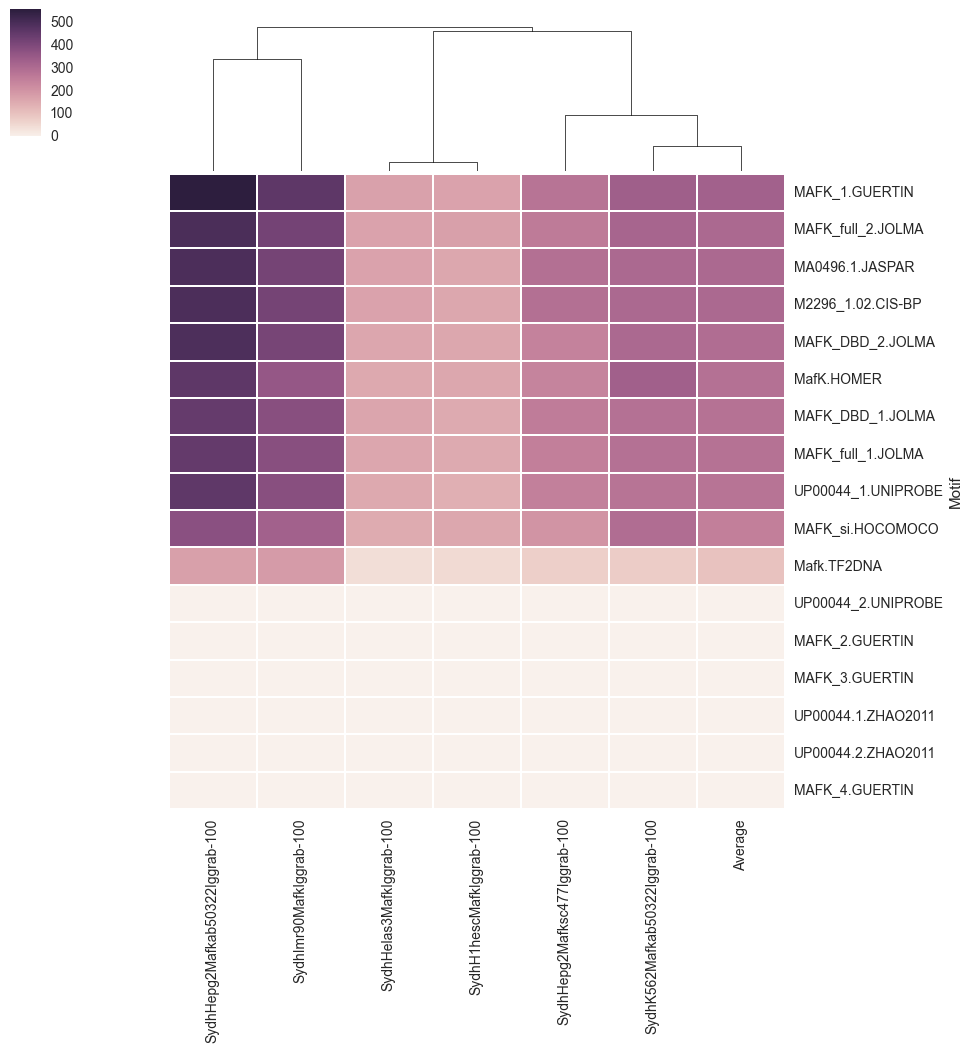 500
400
300
200
100
0
MAFK_1.GUERTIN
MAFK_full_2.JOLMA
MA0496.1.JASPAR
M2296_1.02.CIS-BP
MAFK_DBD_2.JOLMA
MafK.HOMER
MAFK_DBD_1.JOLMA
MAFK_full_1.JOLMA
UP00044_1.UNIPROBE
MAFK_si.HOCOMOCO
Mafk.TF2DNA
UP00044_2.UNIPROBE
MAFK_2.GUERTIN
MAFK_3.GUERTIN
UP00044.1.ZHAO2011
UP00044.2.ZHAO2011
MAFK_4.GUERTIN
Motif
SydhHepg2Mafkab50322Iggrab-100
SydhImr90MafkIggrab-100
SydhHelas3MafkIggrab-100
SydhH1hescMafkIggrab-100
SydhHepg2Mafksc477Iggrab-100
SydhK562Mafkab50322Iggrab-100
Average